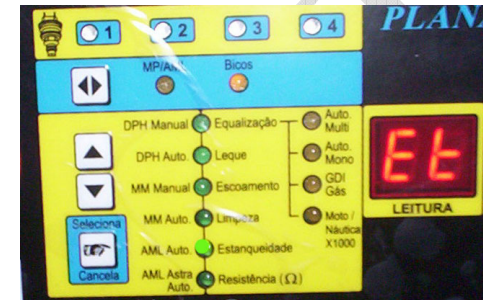 1 2 3 4
PLANA
MP/AML Bicos
DPH Manual Equalização Auto. Multi
DPH Auto. Leque Auto. Mono
MM Manual Escoamento GDI Gás
MM Auto. Limpeza Moto / Náutica X1000
AML Auto. Estanqueidade
AML Astra Auto. Resistência (Ω)
Seleciona
Cancela
Et
LEITURA